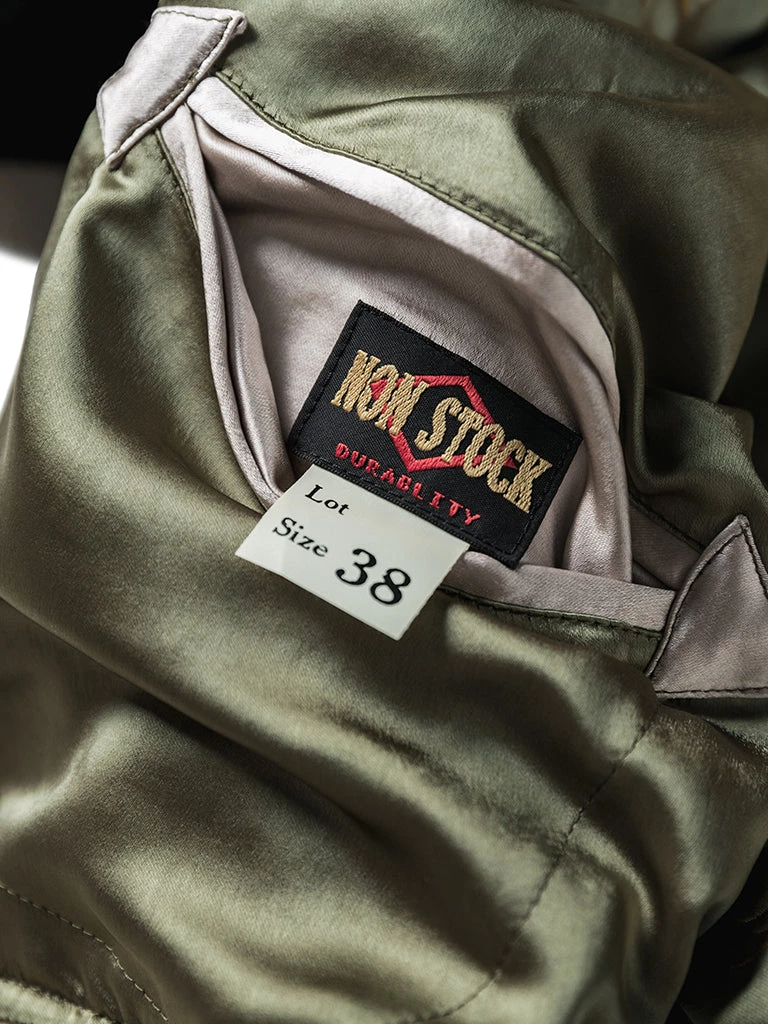 NON STOCK
DURABLITY
Lot
Size 38